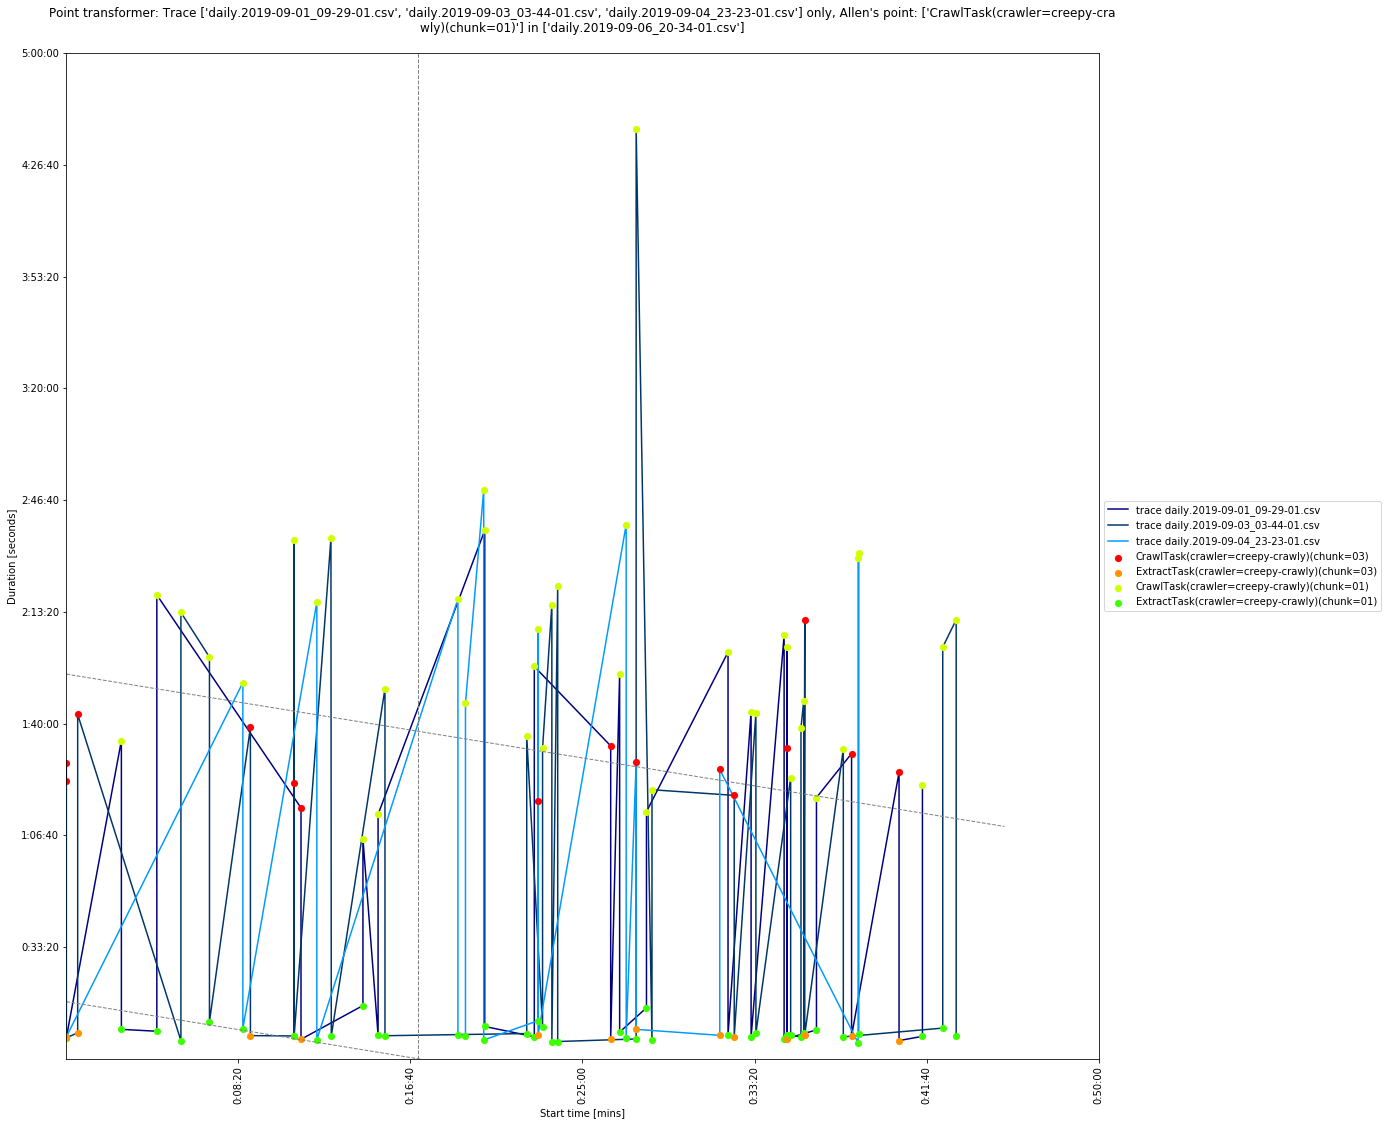 Point transformer: Trace ['daily.2019-09-01_09-29-01.csv', 'daily.2019-09-03_03-44-01.csv', 'daily.2019-09-04_23-23-01.csv'] only, Allen's point: ['CrawlTask(crawler=creepy-cra
wly)(chunk=01)'] in ['daily.2019-09-06_20-34-01.csv']
5:00:00
4:26:40
3:53:20
3:20:00
2:46:40
2:13:20
1:40:00
1:06:40
0:33:20
Duration [seconds]
0:08:20
0:16:40
0:25:00
0:33:20
0:41:40
0:50:00
Start time [mins]
trace daily.2019-09-01_09-29-01.csv
trace daily.2019-09-03_03-44-01.csv
trace daily.2019-09-04_23-23-01.csv
CrawlTask(crawler=creepy-crawly)(chunk=03)
ExtractTask(crawler=creepy-crawly)(chunk=03)
CrawlTask(crawler=creepy-crawly)(chunk=01)
ExtractTask(crawler=creepy-crawly)(chunk=01)